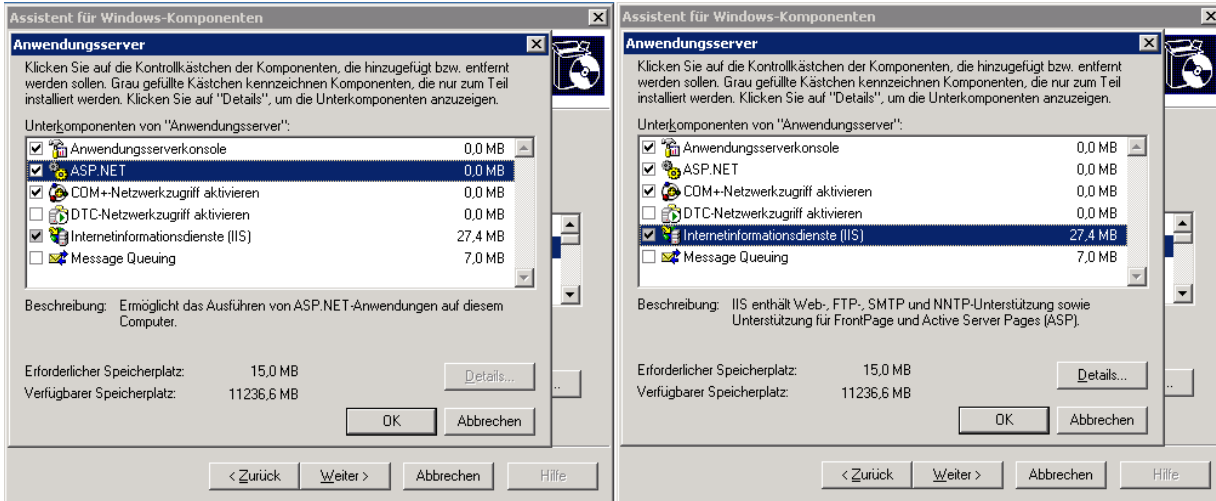 Assistent für Windows-Komponenten
Anwendungsserver
Klicken Sie auf die Kontrollkästchen der Komponenten, die hinzugefügt bzw. entfernt
werden sollen. Grau gefüllte Kästchen kennzeichnen Komponenten, die nur zum Teil
installiert werden. Klicken Sie auf "Details", um die Unterkomponenten anzuzeigen.
Unterkomponenten von "Anwendungsserver":
Anwendungsserverkonsole 0,0 MB
ASP.NET 0,0 MB
COM+-Netzwerkzugriff aktivieren 0,0 MB
DTC-Netzwerkzugriff aktivieren 0,0 MB
Internetinformationsdienste (IIS) 27,4 MB
Message Queuing 7,0 MB
Beschreibung: Ermöglicht das Ausführen von ASP.NET-Anwendungen auf diesem
Computer.
Erforderlicher Speicherplatz: 15,0 MB
Details...
Verfügbarer Speicherplatz: 11236,6 MB
..
OK Abbrechen
< Zurück Weiter > Abbrechen Hilfe
Assistent für Windows-Komponenten
Anwendungsserver
Klicken Sie auf die Kontrollkästchen der Komponenten, die hinzugefügt bzw. entfernt
werden sollen. Grau gefüllte Kästchen kennzeichnen Komponenten, die nur zum Teil
installiert werden. Klicken Sie auf "Details", um die Unterkomponenten anzuzeigen.
Unterkomponenten von "Anwendungsserver":
Anwendungsserverkonsole 0,0 MB
ASP.NET 0,0 MB
COM+-Netzwerkzugriff aktivieren 0,0 MB
DTC-Netzwerkzugriff aktivieren 0,0 MB
Internetinformationsdienste (IIS) 27,4 MB
Message Queuing 7,0 MB
Beschreibung: IIS enthält Web-, FTP-, SMTP und NNTP-Unterstützung sowie
Unterstützung für FrontPage und Active Server Pages (ASP).
Erforderlicher Speicherplatz: 15,0 MB
Details...
Verfügbarer Speicherplatz: 11236,6 MB
..
OK Abbrechen
< Zurück Weiter > Abbrechen Hilfe